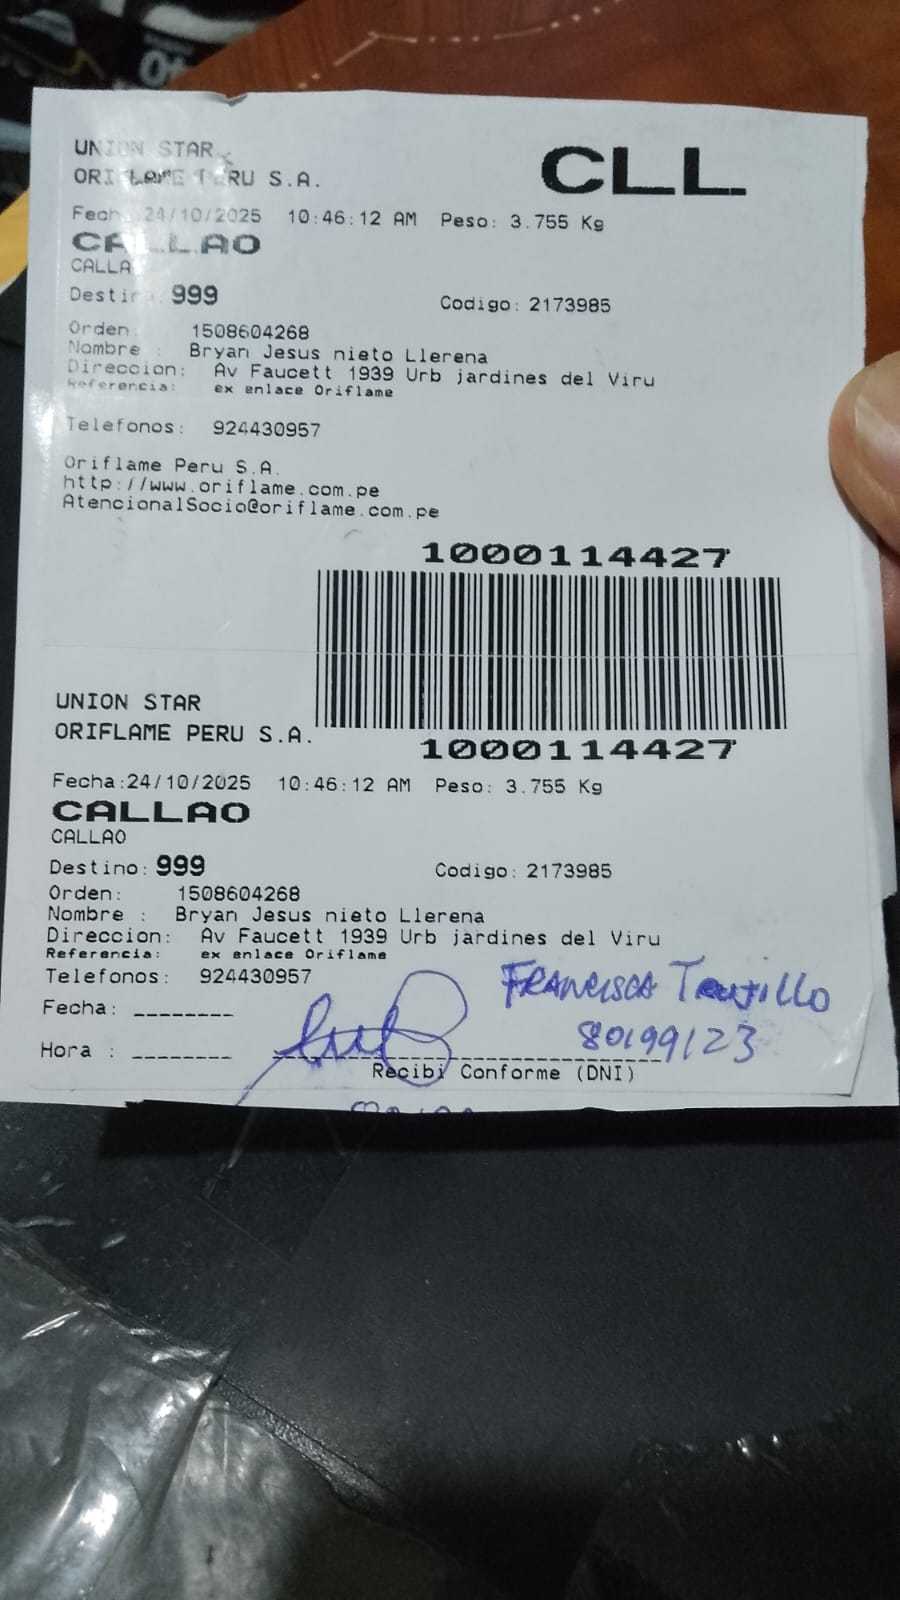 UNION STAR
ORIFLAME PERU S.A.
CLL
Fecha 24/10/2025 10:46:12 AM Peso: 3.755 Kg
CALLAO
CALLA
Destin 999 Codigo: 2173985
Orden: 1508604268
Nombre : Bryan Jesus nieto Llerena
Direccion: Av Faucett 1939 Urb jardines del Viru
Referencia: ex enlace Oriflame
Telefonos: 924430957
Oriflame Peru S.A.
http://www.oriflame.com.pe
AtencionalSocio@oriflame.com.pe
1000114427
UNION STAR
ORIFLAME PERU S.A.
1000114427
Fecha:24/10/2025 10:46:12 AM Peso: 3.755 Kg
CALLAO
CALLAO
Destino: 999 Codigo: 2173985
Orden: 1508604268
Nombre : Bryan Jesus nieto Llerena
Direccion: Av Faucett 1939 Urb jardines del Viru
Referencia: ex enlace Oriflame
Telefonos: 924430957
FRANCISCA TRUJILLO
Fecha: ________
80199123
Hora : ________
Recibi Conforme (DNI)